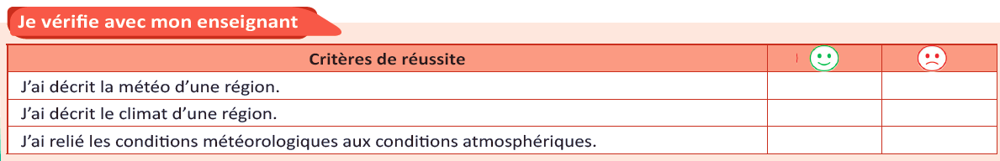 Je vérifie avec mon enseignant
Critères de réussite
J'ai décrit la météo d'une région.
J'ai décrit le climat d'une région.
J'ai relié les conditions météorologiques aux conditions atmosphériques.